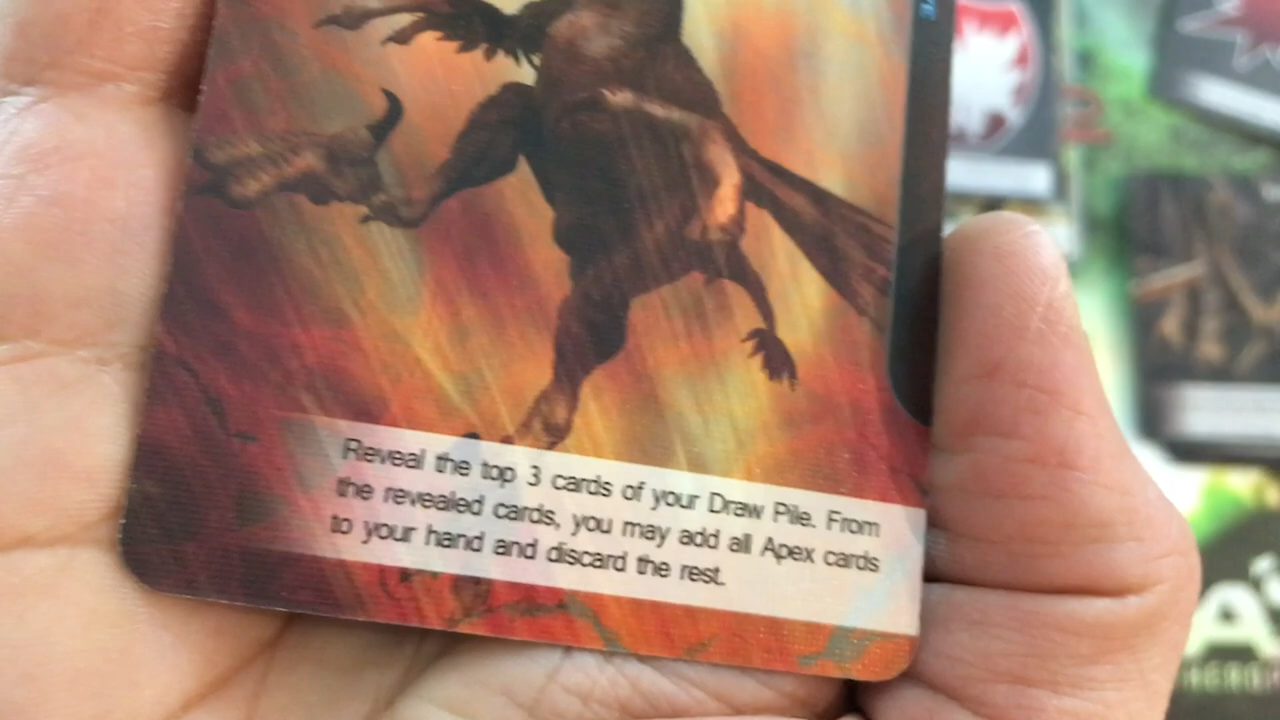 Reveal the top 3 cards of your Draw Pile. From
the revealed cards, you may add all Apex cards
to your hand and discard the rest.